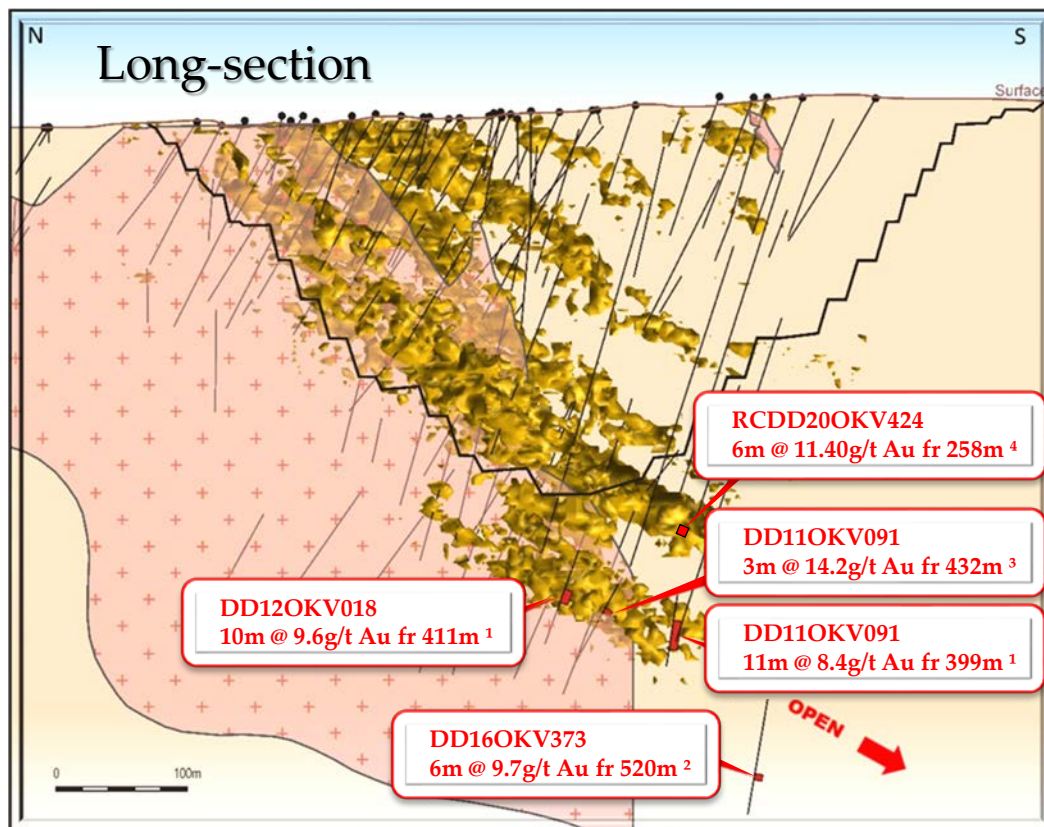 N
S
Long-section
Surface
RCDD20OKV424
6m @ 11.40g/t Au fr 258m ⁴
DD11OKV091
3m @ 14.2g/t Au fr 432m ³
DD12OKV018
10m @ 9.6g/t Au fr 411m ¹
DD11OKV091
11m @ 8.4g/t Au fr 399m ¹
OPEN
DD16OKV373
6m @ 9.7g/t Au fr 520m ²
0 100m